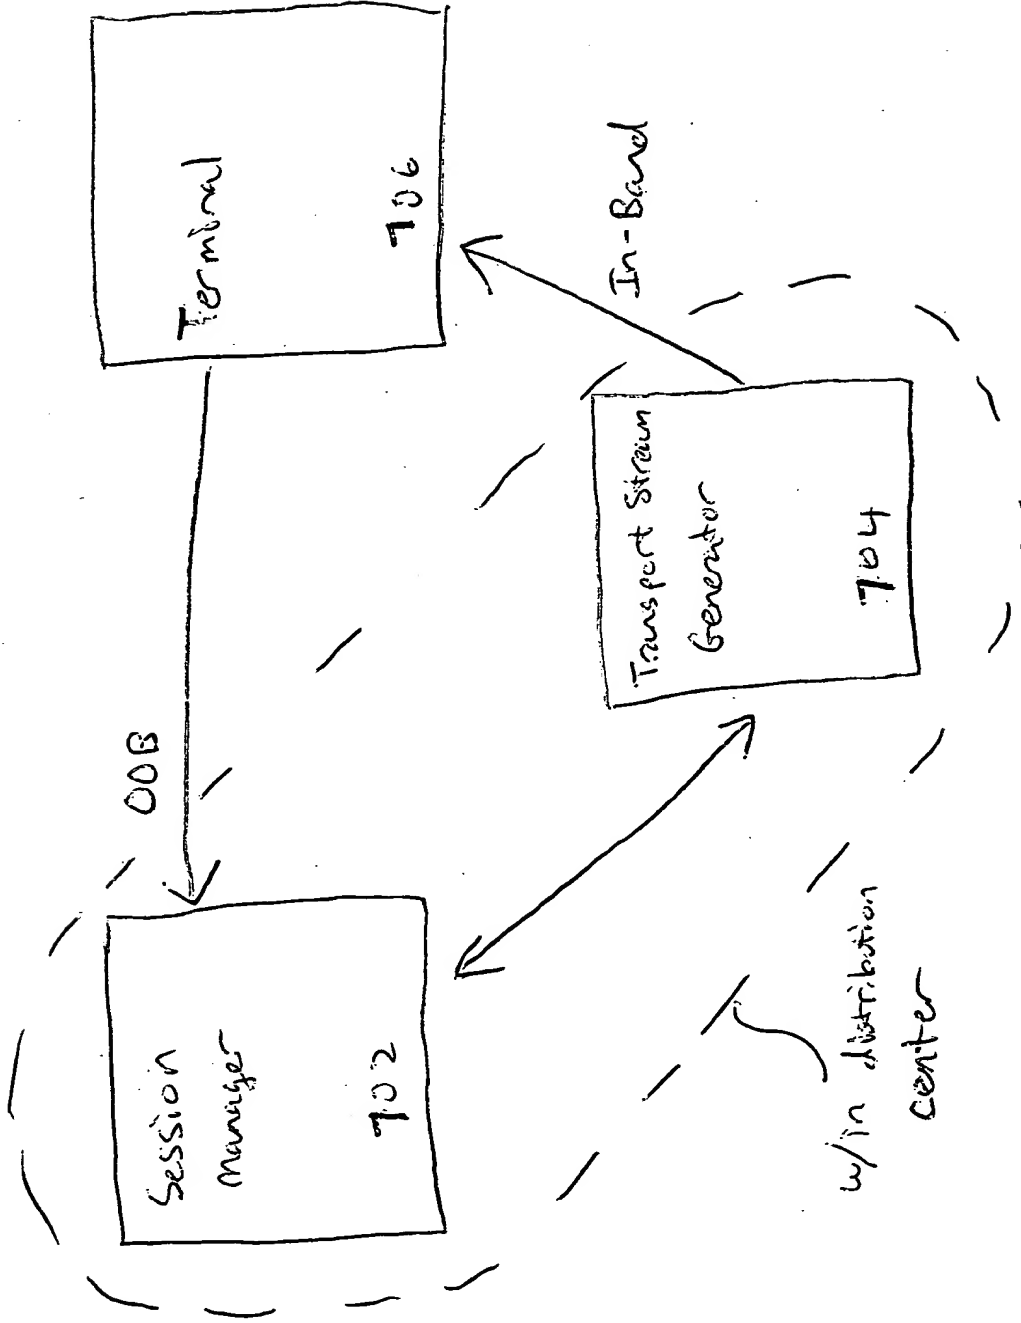 Session
Manager
702
OOB
Terminal
706
Transport Stream
Generator
704
In-Band
w/in distribution
center